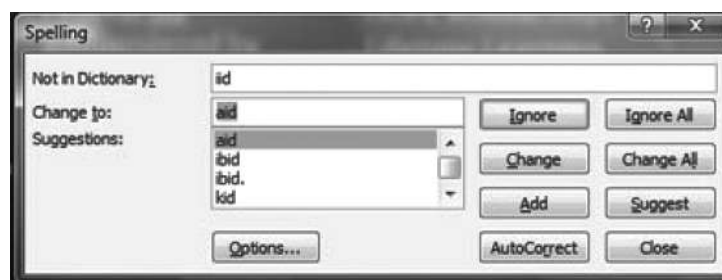 Spelling
Not in Dictionary: iid
Change to: aid
Suggestions: aid
ibid
ibid.
kid
Ignore Ignore All
Change Change All
Add Suggest
Options... AutoCorrect Close